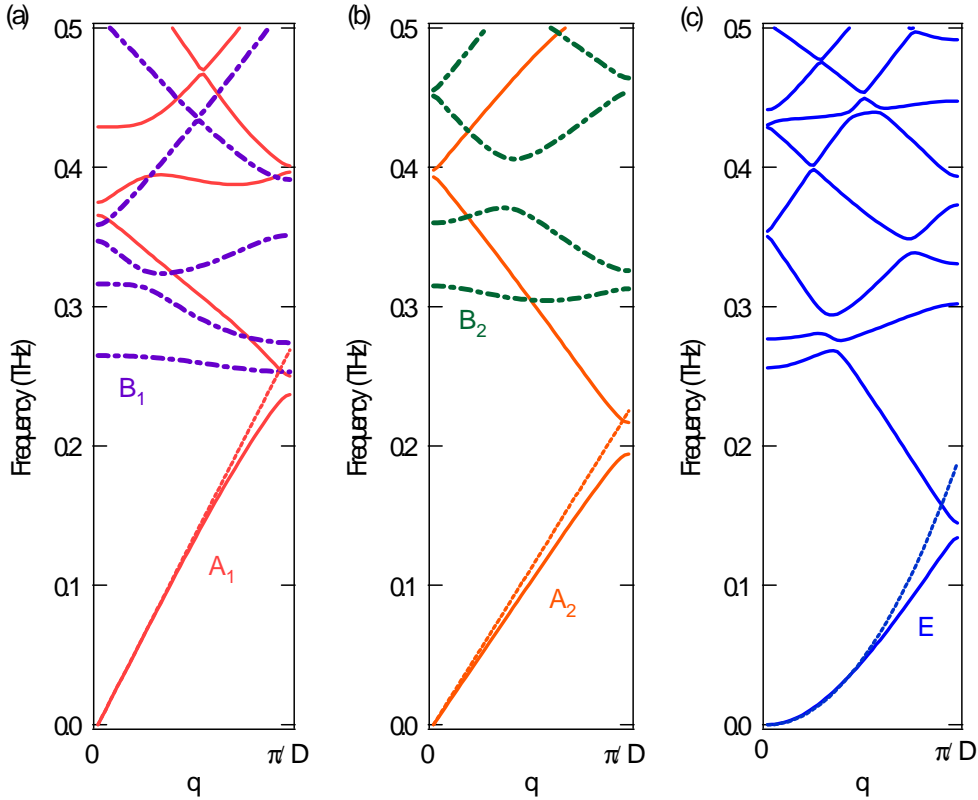 (a)
(b)
(c)
0.5
0.4
0.3
0.2
0.1
0.0
Frequency (THz)
B1
A1
0
π/ D
q
0.5
0.4
0.3
0.2
0.1
0.0
Frequency (THz)
B2
A2
0
π/ D
q
0.5
0.4
0.3
0.2
0.1
0.0
Frequency (THz)
E
0
π/ D
q